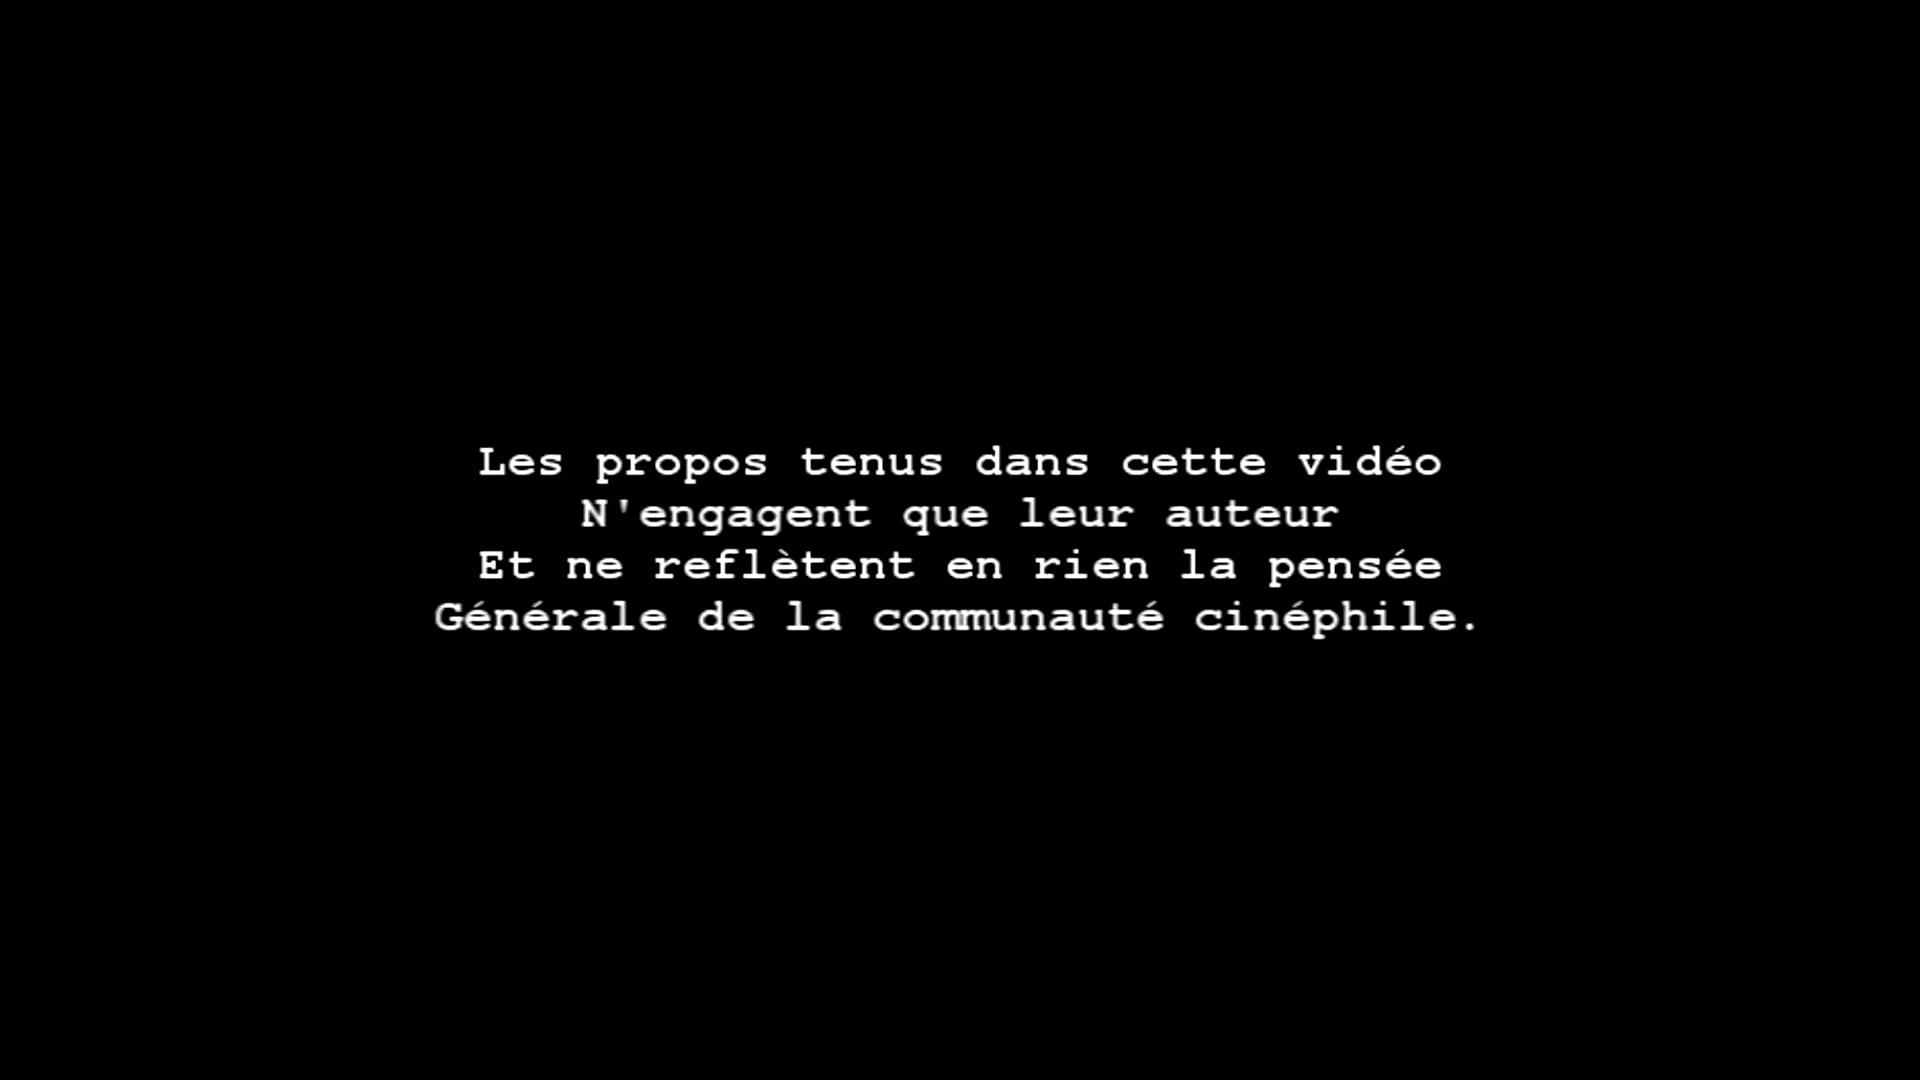 Les propos tenus dans cette vidéo
N'engagent que leur auteur
Et ne reflètent en rien la pensée
Générale de la communauté cinéphile.